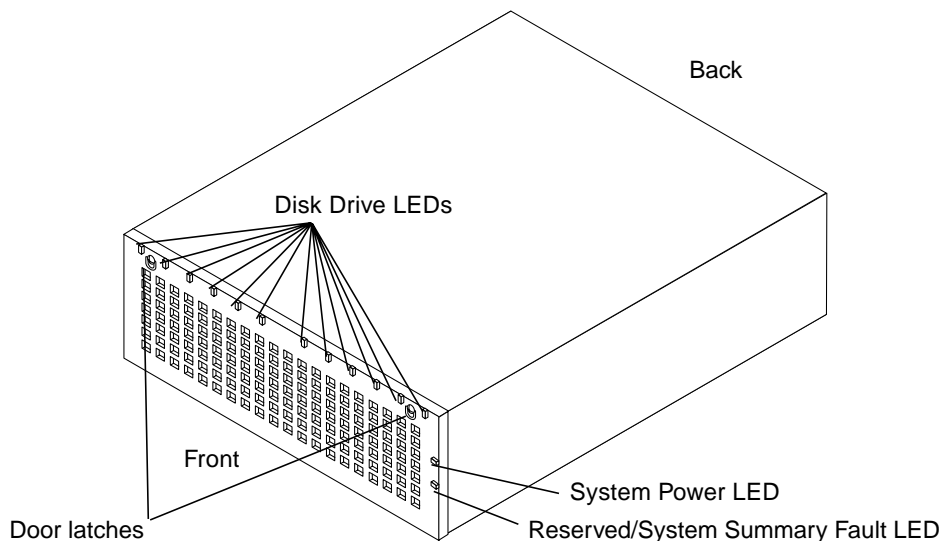 Back
Disk Drive LEDs
Front
System Power LED
Door latches
Reserved/System Summary Fault LED